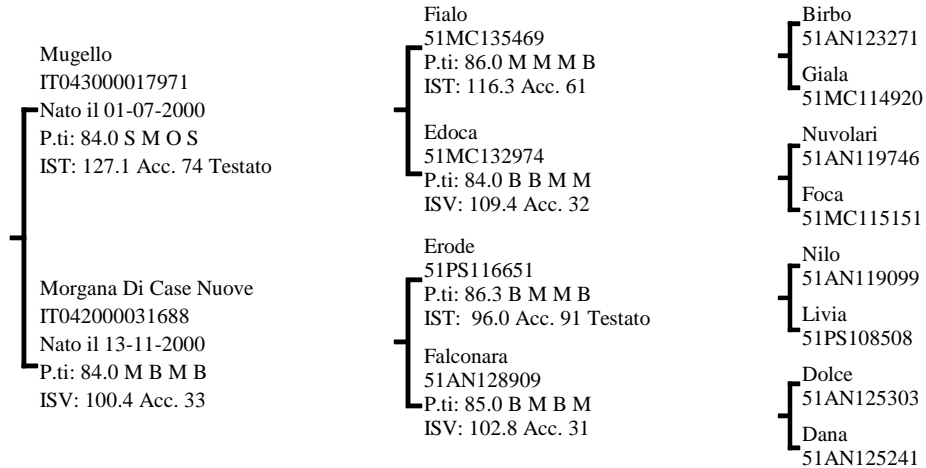 Mugello
IT043000017971
Nato il 01-07-2000
P.ti: 84.0 S M O S
IST: 127.1 Acc. 74 Testato
Morgana Di Case Nuove
IT042000031688
Nato il 13-11-2000
P.ti: 84.0 M B M B
ISV: 100.4 Acc. 33
Fialo
51MC135469
P.ti: 86.0 M M M B
IST: 116.3 Acc. 61
Edoca
51MC132974
P.ti: 84.0 B B M M
ISV: 109.4 Acc. 32
Erode
51PS116651
P.ti: 86.3 B M M B
IST: 96.0 Acc. 91 Testato
Falconara
51AN128909
P.ti: 85.0 B M B M
ISV: 102.8 Acc. 31
Birbo
51AN123271
Giala
51MC114920
Nuvolari
51AN119746
Foca
51MC115151
Nilo
51AN119099
Livia
51PS108508
Dolce
51AN125303
Dana
51AN125241